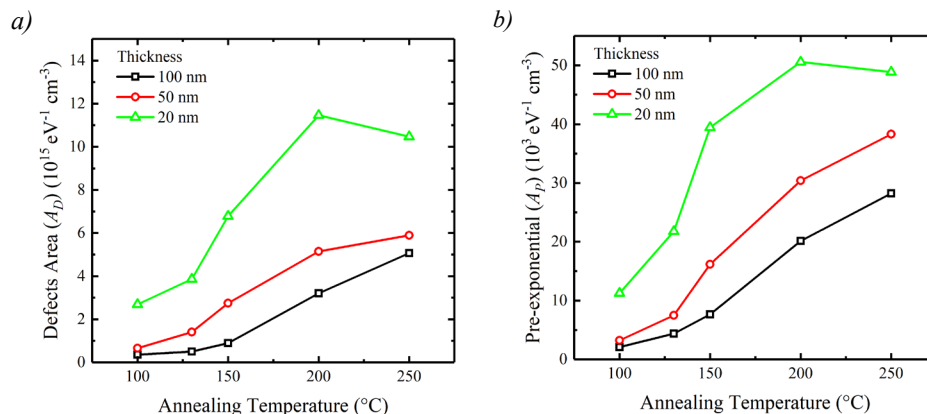 a)
Thickness
100 nm
50 nm
20 nm
14
12
10
8
6
4
2
0
100
150
200
250
Defects Area (A_D) (10^15 eV^-1 cm^-3)
Annealing Temperature (°C)
b)
Thickness
100 nm
50 nm
20 nm
50
40
30
20
10
0
100
150
200
250
Pre-exponential (A_P) (10^3 eV^-1 cm^-3)
Annealing Temperature (°C)